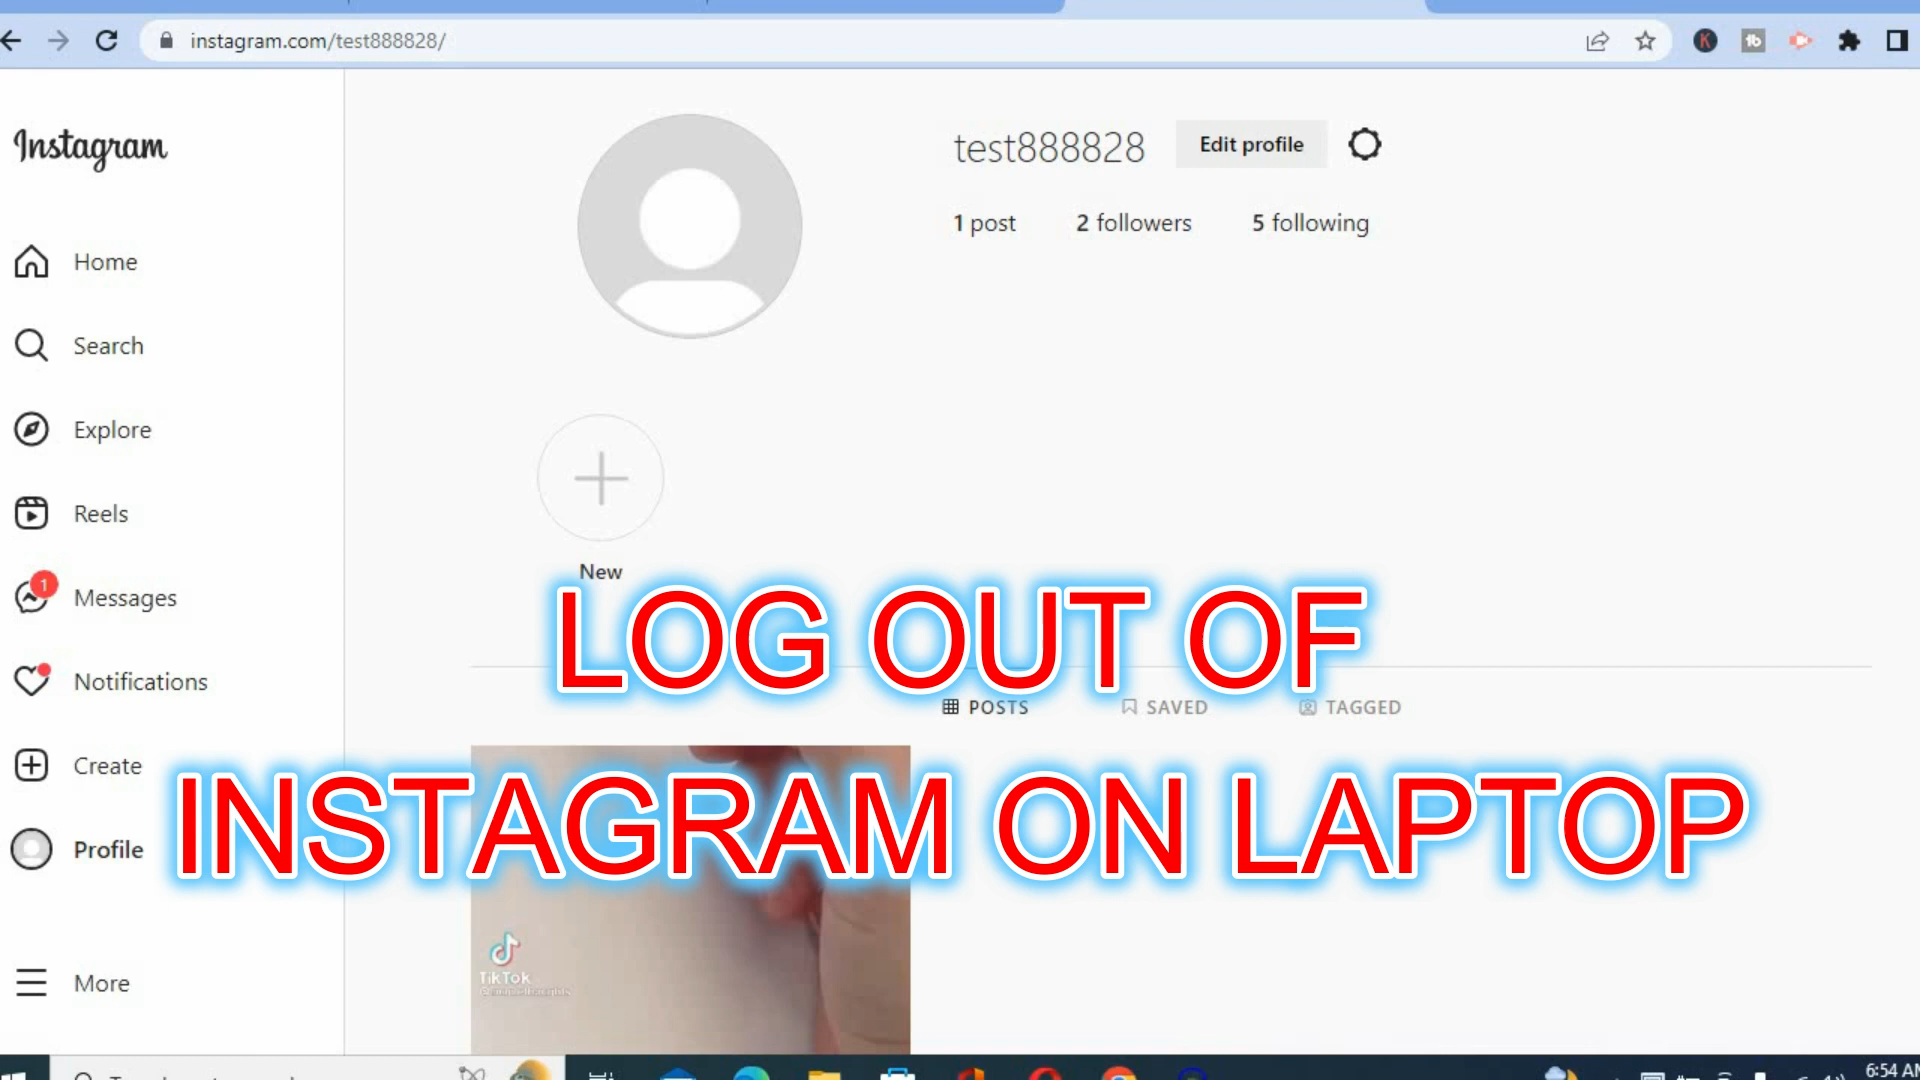 instagram.com/test888828/
Instagram
test888828 Edit profile
1 post 2 followers 5 following
Home
Search
Explore
Reels
1
Messages
Notifications
Create
Profile
More
New
LOG OUT OF
POSTS SAVED TAGGED
INSTAGRAM ON LAPTOP
TikTok
6:54 AM